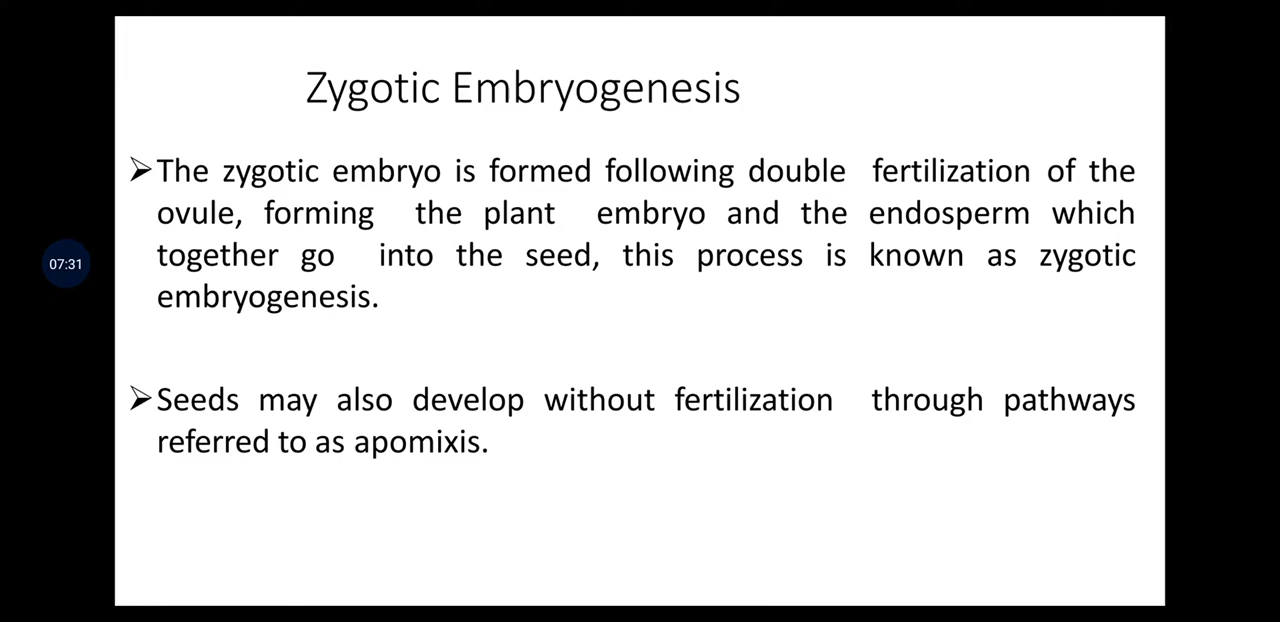 Zygotic Embryogenesis
➢The zygotic embryo is formed following double fertilization of the
ovule, forming the plant embryo and the endosperm which
together go into the seed, this process is known as zygotic
embryogenesis.
07:31
➢Seeds may also develop without fertilization through pathways
referred to as apomixis.